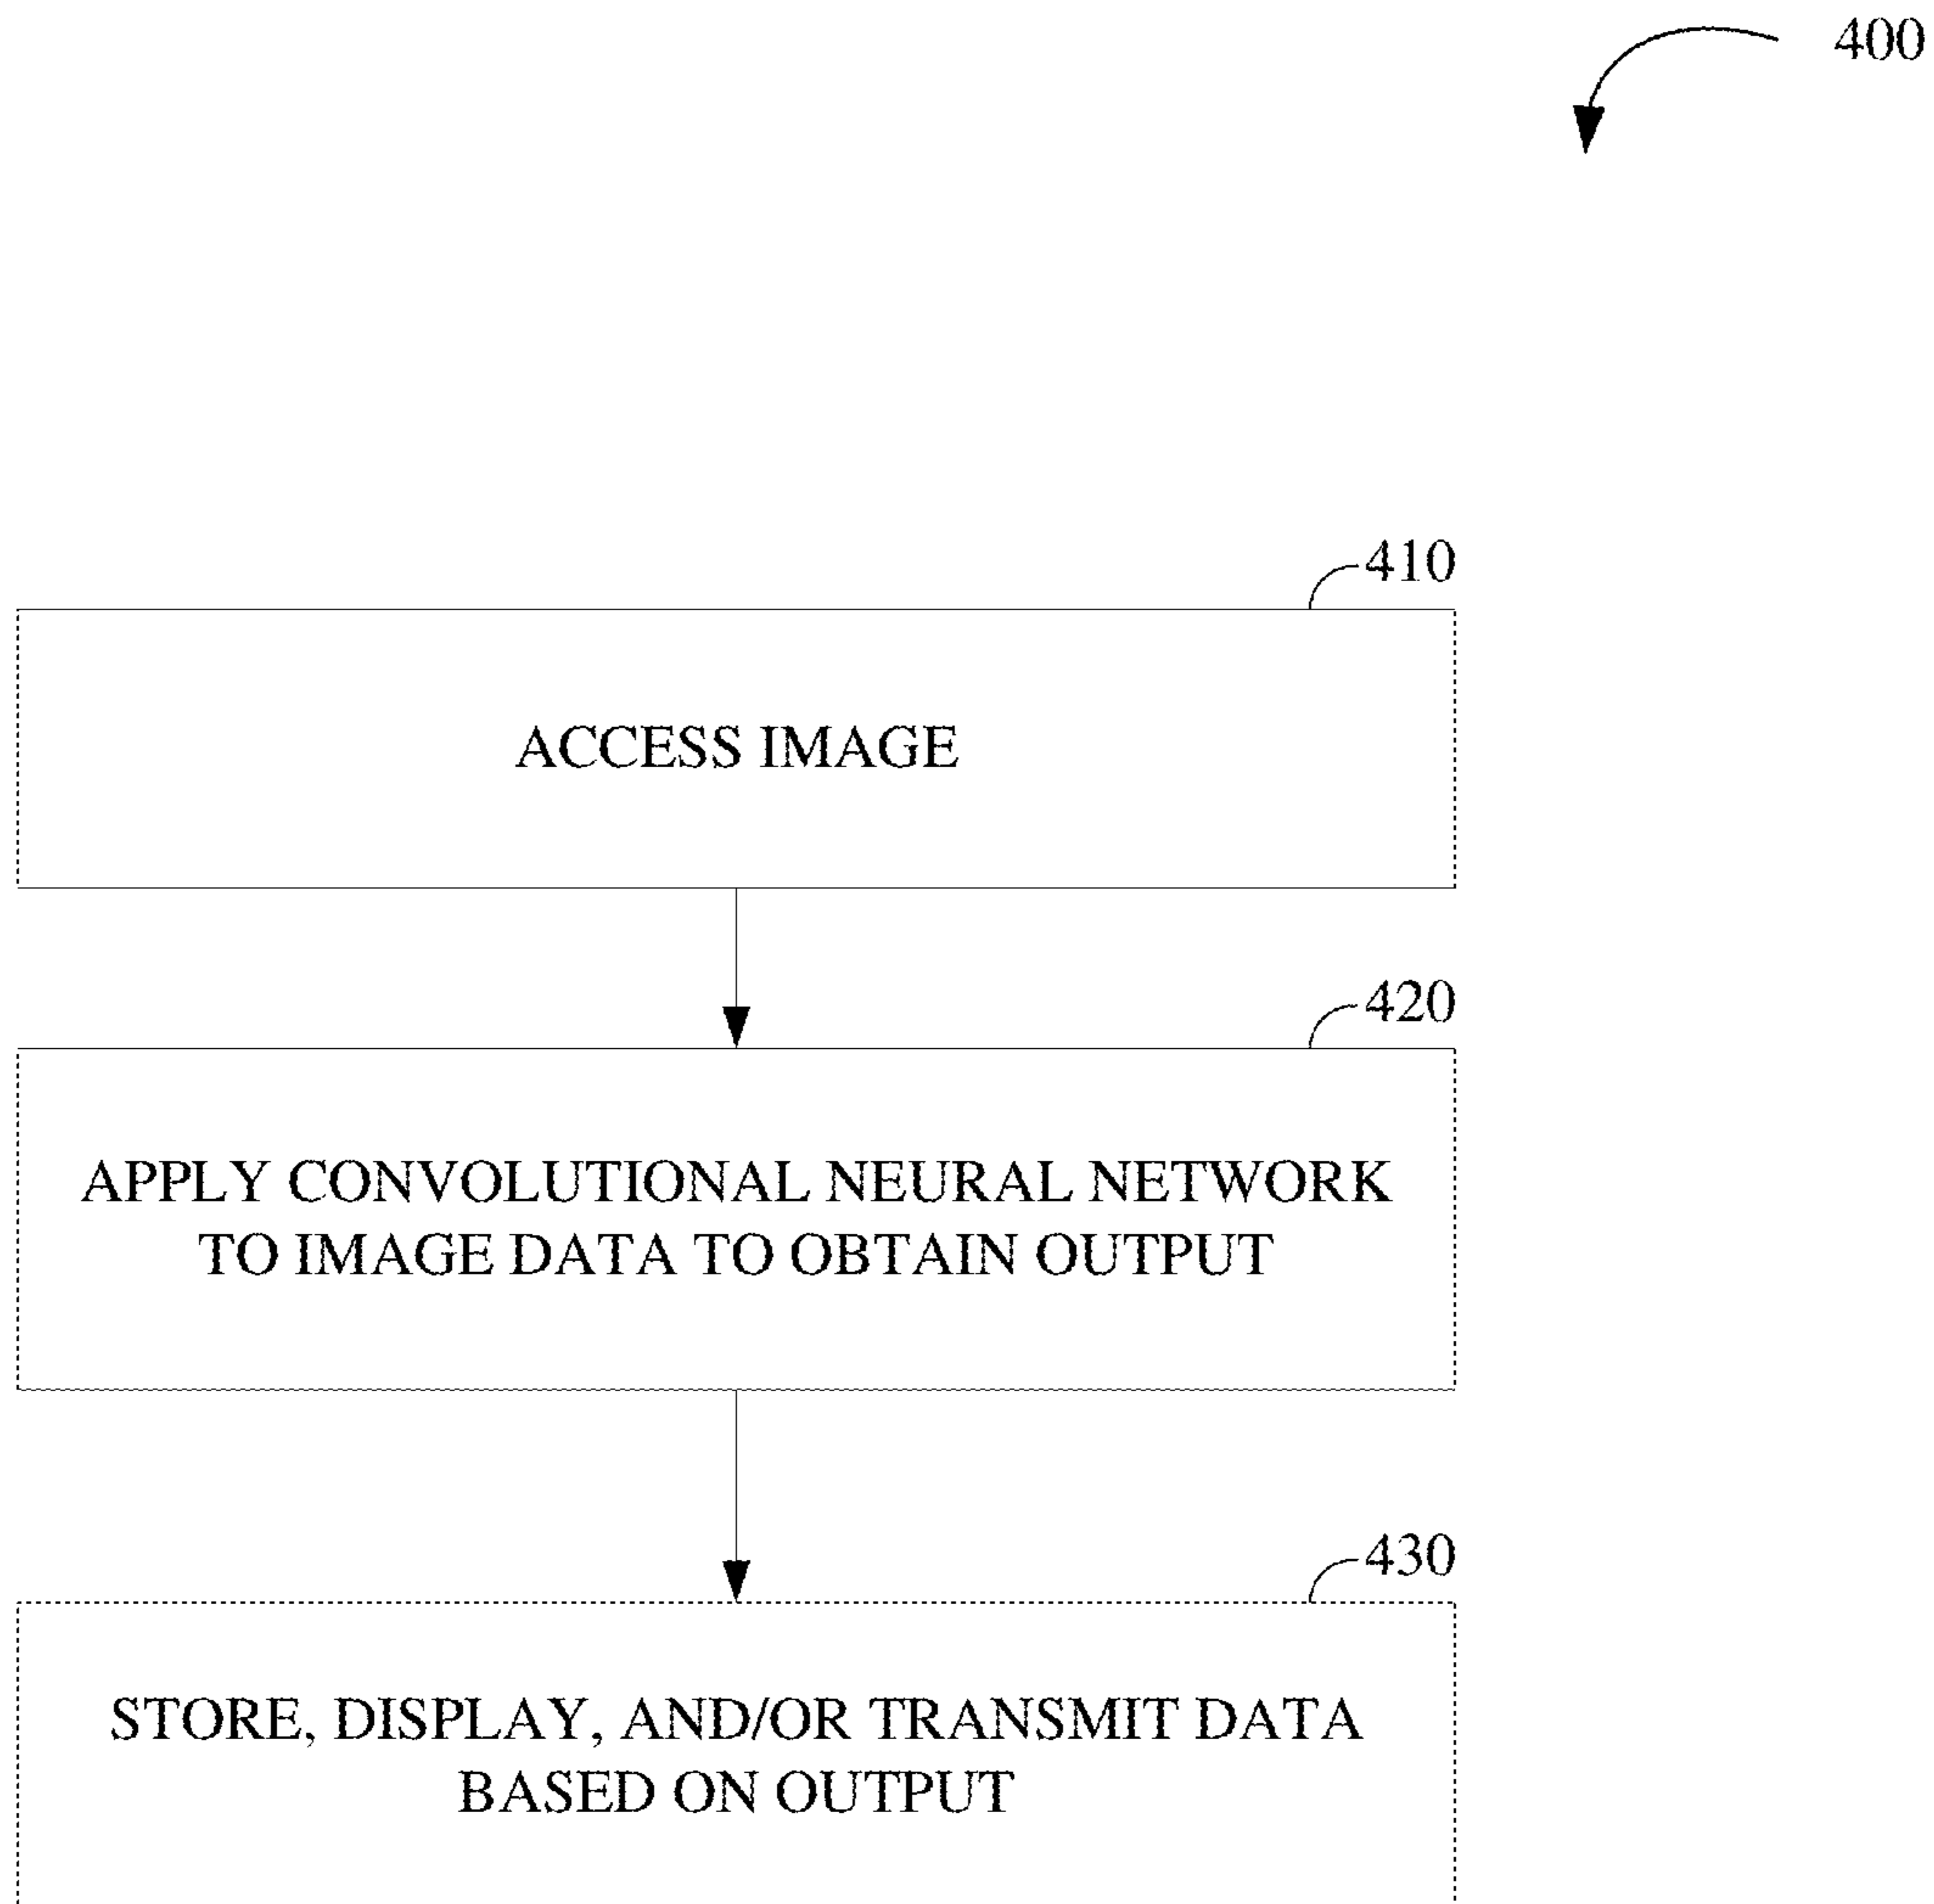 400
410
ACCESS IMAGE
420
APPLY CONVOLUTIONAL NEURAL NETWORK
TO IMAGE DATA TO OBTAIN OUTPUT
430
STORE, DISPLAY, AND/OR TRANSMIT DATA
BASED ON OUTPUT